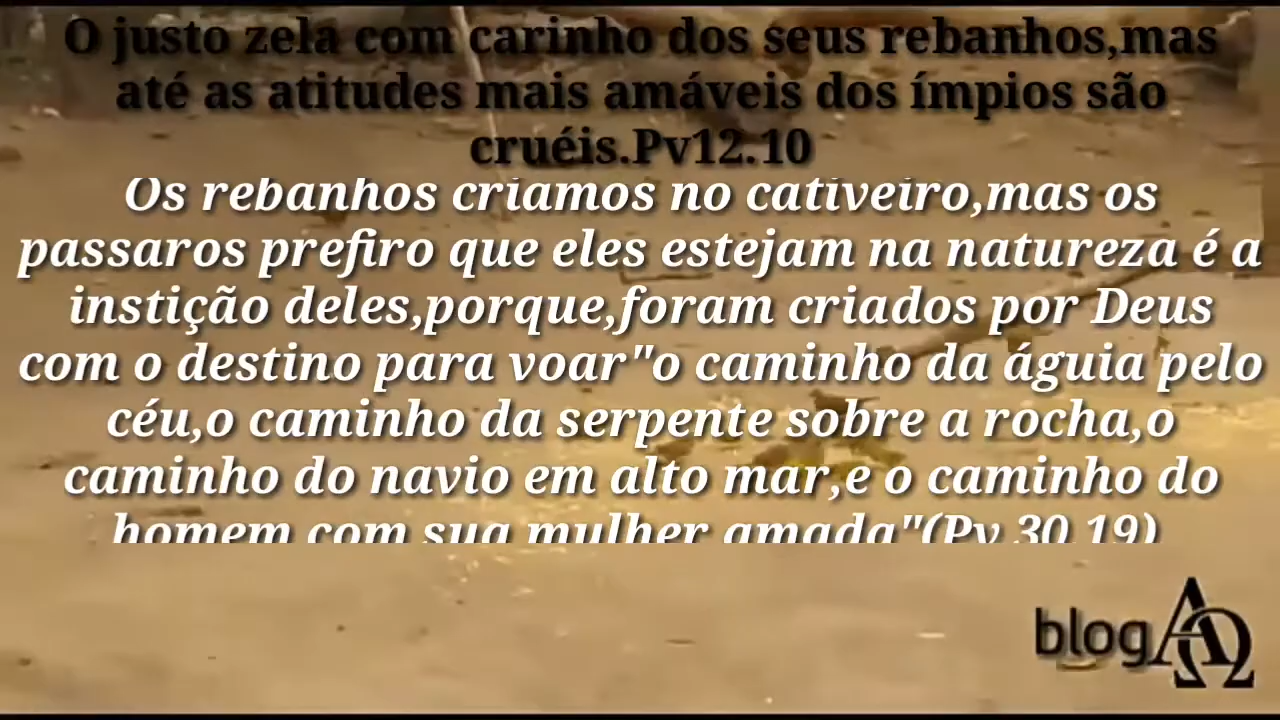 O justo zela com carinho dos seus rebanhos,mas
até as atitudes mais amáveis dos ímpios são
cruéis.Pv12.10
Os rebanhos criamos no cativeiro,mas os
passaros prefiro que eles estejam na natureza é a
instição deles,porque,foram criados por Deus
com o destino para voar"o caminho da águia pelo
céu,o caminho da serpente sobre a rocha,o
caminho do navio em alto mar,e o caminho do
homem com sua mulher amada"(Pv 30.19)
blog ΑΩ